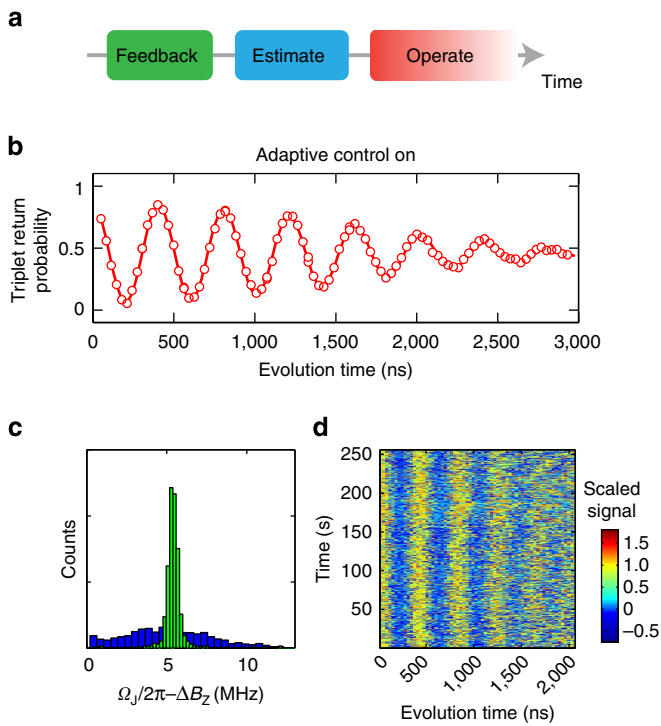 a
Feedback
Estimate
Operate
Time
b
Adaptive control on
Triplet return
probability
1
0.5
0
0
500
1,000
1,500
2,000
2,500
3,000
Evolution time (ns)
c
Counts
0
5
10
Ω_J/2π–ΔB_Z (MHz)
d
Time (s)
250
200
150
100
50
0
500
1,000
1,500
2,000
Evolution time (ns)
Scaled
signal
1.5
1.0
0.5
0
–0.5